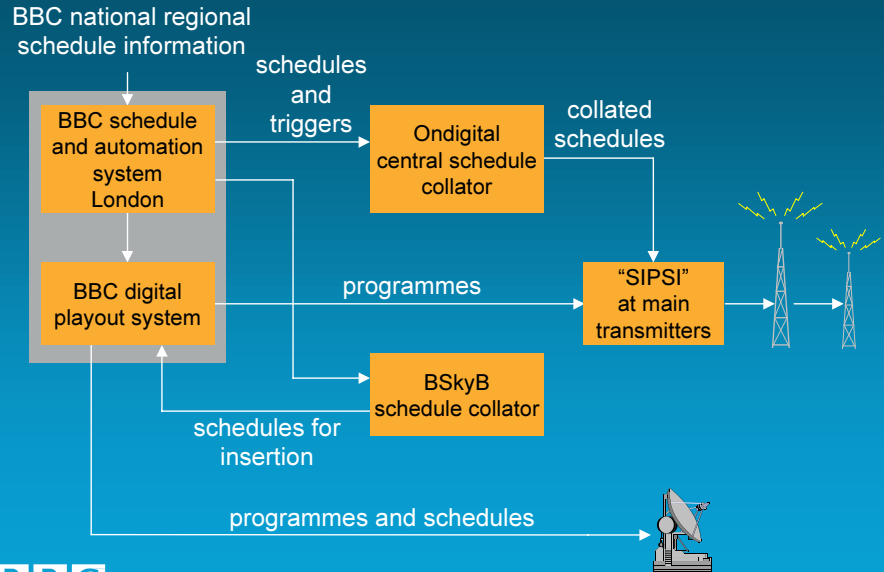 BBC national regional
schedule information
schedules
and
triggers
collated
schedules
BBC schedule
and automation
system
London
Ondigital
central schedule
collator
BBC digital
playout system
programmes
“SIPSI”
at main
transmitters
BSkyB
schedule collator
schedules for
insertion
programmes and schedules
BBC